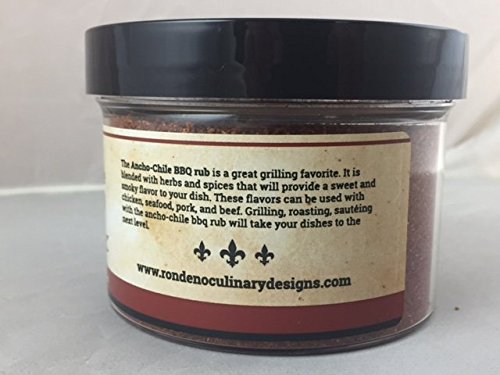 The Ancho-Chile BBQ rub is a great grilling favorite. It is
blended with herbs and spices that will provide a sweet and
smoky flavor to your dish. These flavors can be used with
chicken, seafood, pork, and beef. Grilling, roasting, sautéing
with the ancho-chile bbq rub will take your dishes to the
next level.
www.rondenoculinarydesigns.com